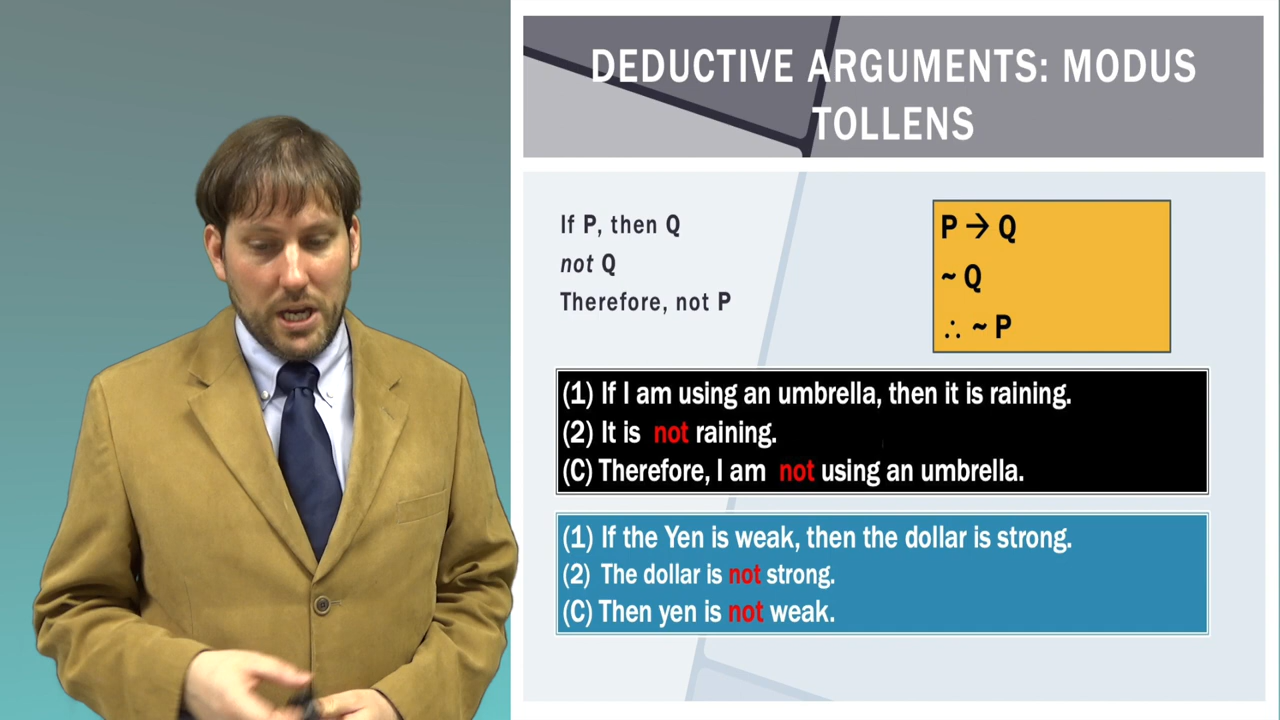 DEDUCTIVE ARGUMENTS: MODUS
TOLLENS
If P, then Q
not Q
Therefore, not P
P → Q
~ Q
∴ ~ P
(1) If I am using an umbrella, then it is raining.
(2) It is not raining.
(C) Therefore, I am not using an umbrella.
(1) If the Yen is weak, then the dollar is strong.
(2) The dollar is not strong.
(C) Then yen is not weak.